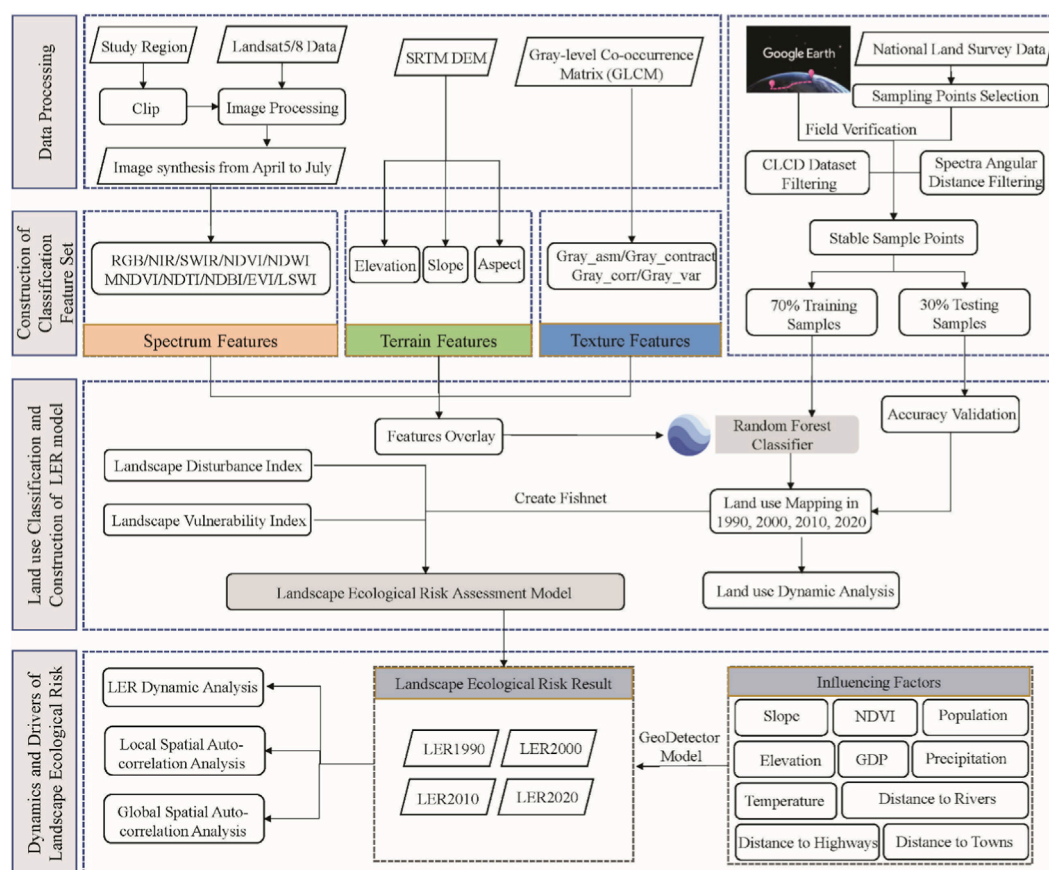 Data Processing
Study Region
Landsat5/8 Data
Clip
Image Processing
Image synthesis from April to July
SRTM DEM
Gray-level Co-occurrence
Matrix (GLCM)
Google Earth
National Land Survey Data
Sampling Points Selection
Field Verification
CLCD Dataset
Filtering
Spectra Angular
Distance Filtering
Stable Sample Points
70% Training
Samples
30% Testing
Samples
Construction of
Classification
Feature Set
RGB/NIR/SWIR/NDVI/NDWI
MNDVI/NDTI/NDBI/EVI/LSWI
Spectrum Features
Elevation
Slope
Aspect
Terrain Features
Gray_asm/Gray_contract
Gray_corr/Gray_var
Texture Features
Land use Classification and
Construction of LER model
Features Overlay
Random Forest
Classifier
Accuracy Validation
Landscape Disturbance Index
Landscape Vulnerability Index
Create Fishnet
Land use Mapping in
1990, 2000, 2010, 2020
Landscape Ecological Risk Assessment Model
Land use Dynamic Analysis
Dynamics and Drivers of
Landscape Ecological Risk
LER Dynamic Analysis
Local Spatial Auto-
correlation Analysis
Global Spatial Auto-
correlation Analysis
Landscape Ecological Risk Result
LER1990
LER2000
LER2010
LER2020
GeoDetector
Model
Influencing Factors
Slope
NDVI
Population
Elevation
GDP
Precipitation
Temperature
Distance to Rivers
Distance to Highways
Distance to Towns